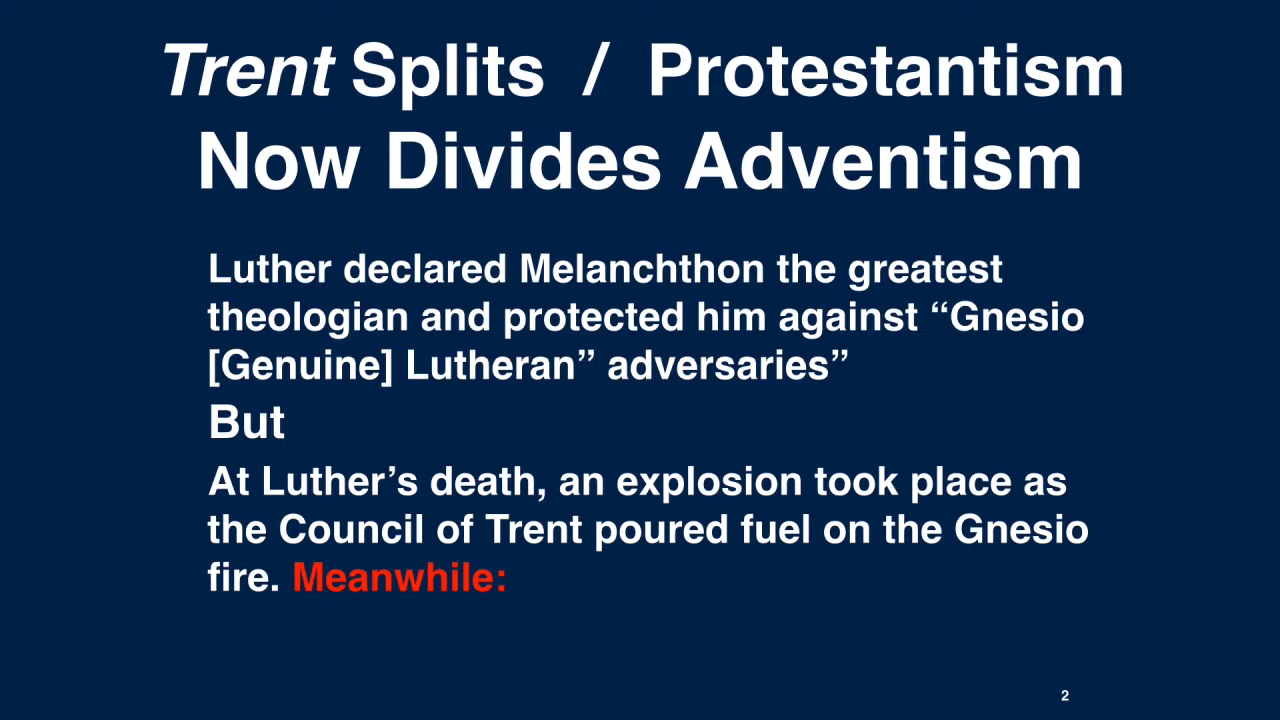 Trent Splits / Protestantism
Now Divides Adventism
Luther declared Melanchthon the greatest
theologian and protected him against “Gnesio
[Genuine] Lutheran” adversaries”
But
At Luther’s death, an explosion took place as
the Council of Trent poured fuel on the Gnesio
fire. Meanwhile:
2